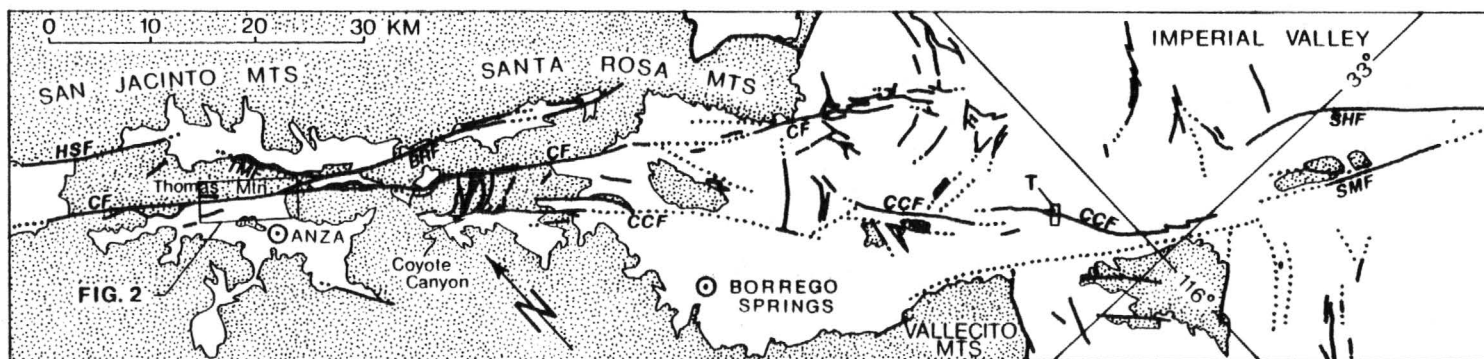 0 10 20 30 KM
IMPERIAL VALLEY
33°
SAN JACINTO MTS
SANTA ROSA MTS
HSF
TMF
BRF
CF
CF
SHF
Thomas Mtn.
CF
T
SMF
CCF
CCF
CCF
ANZA
FIG. 2
Coyote
Canyon
BORREGO
SPRINGS
116°
VALLECITO
MTS
N